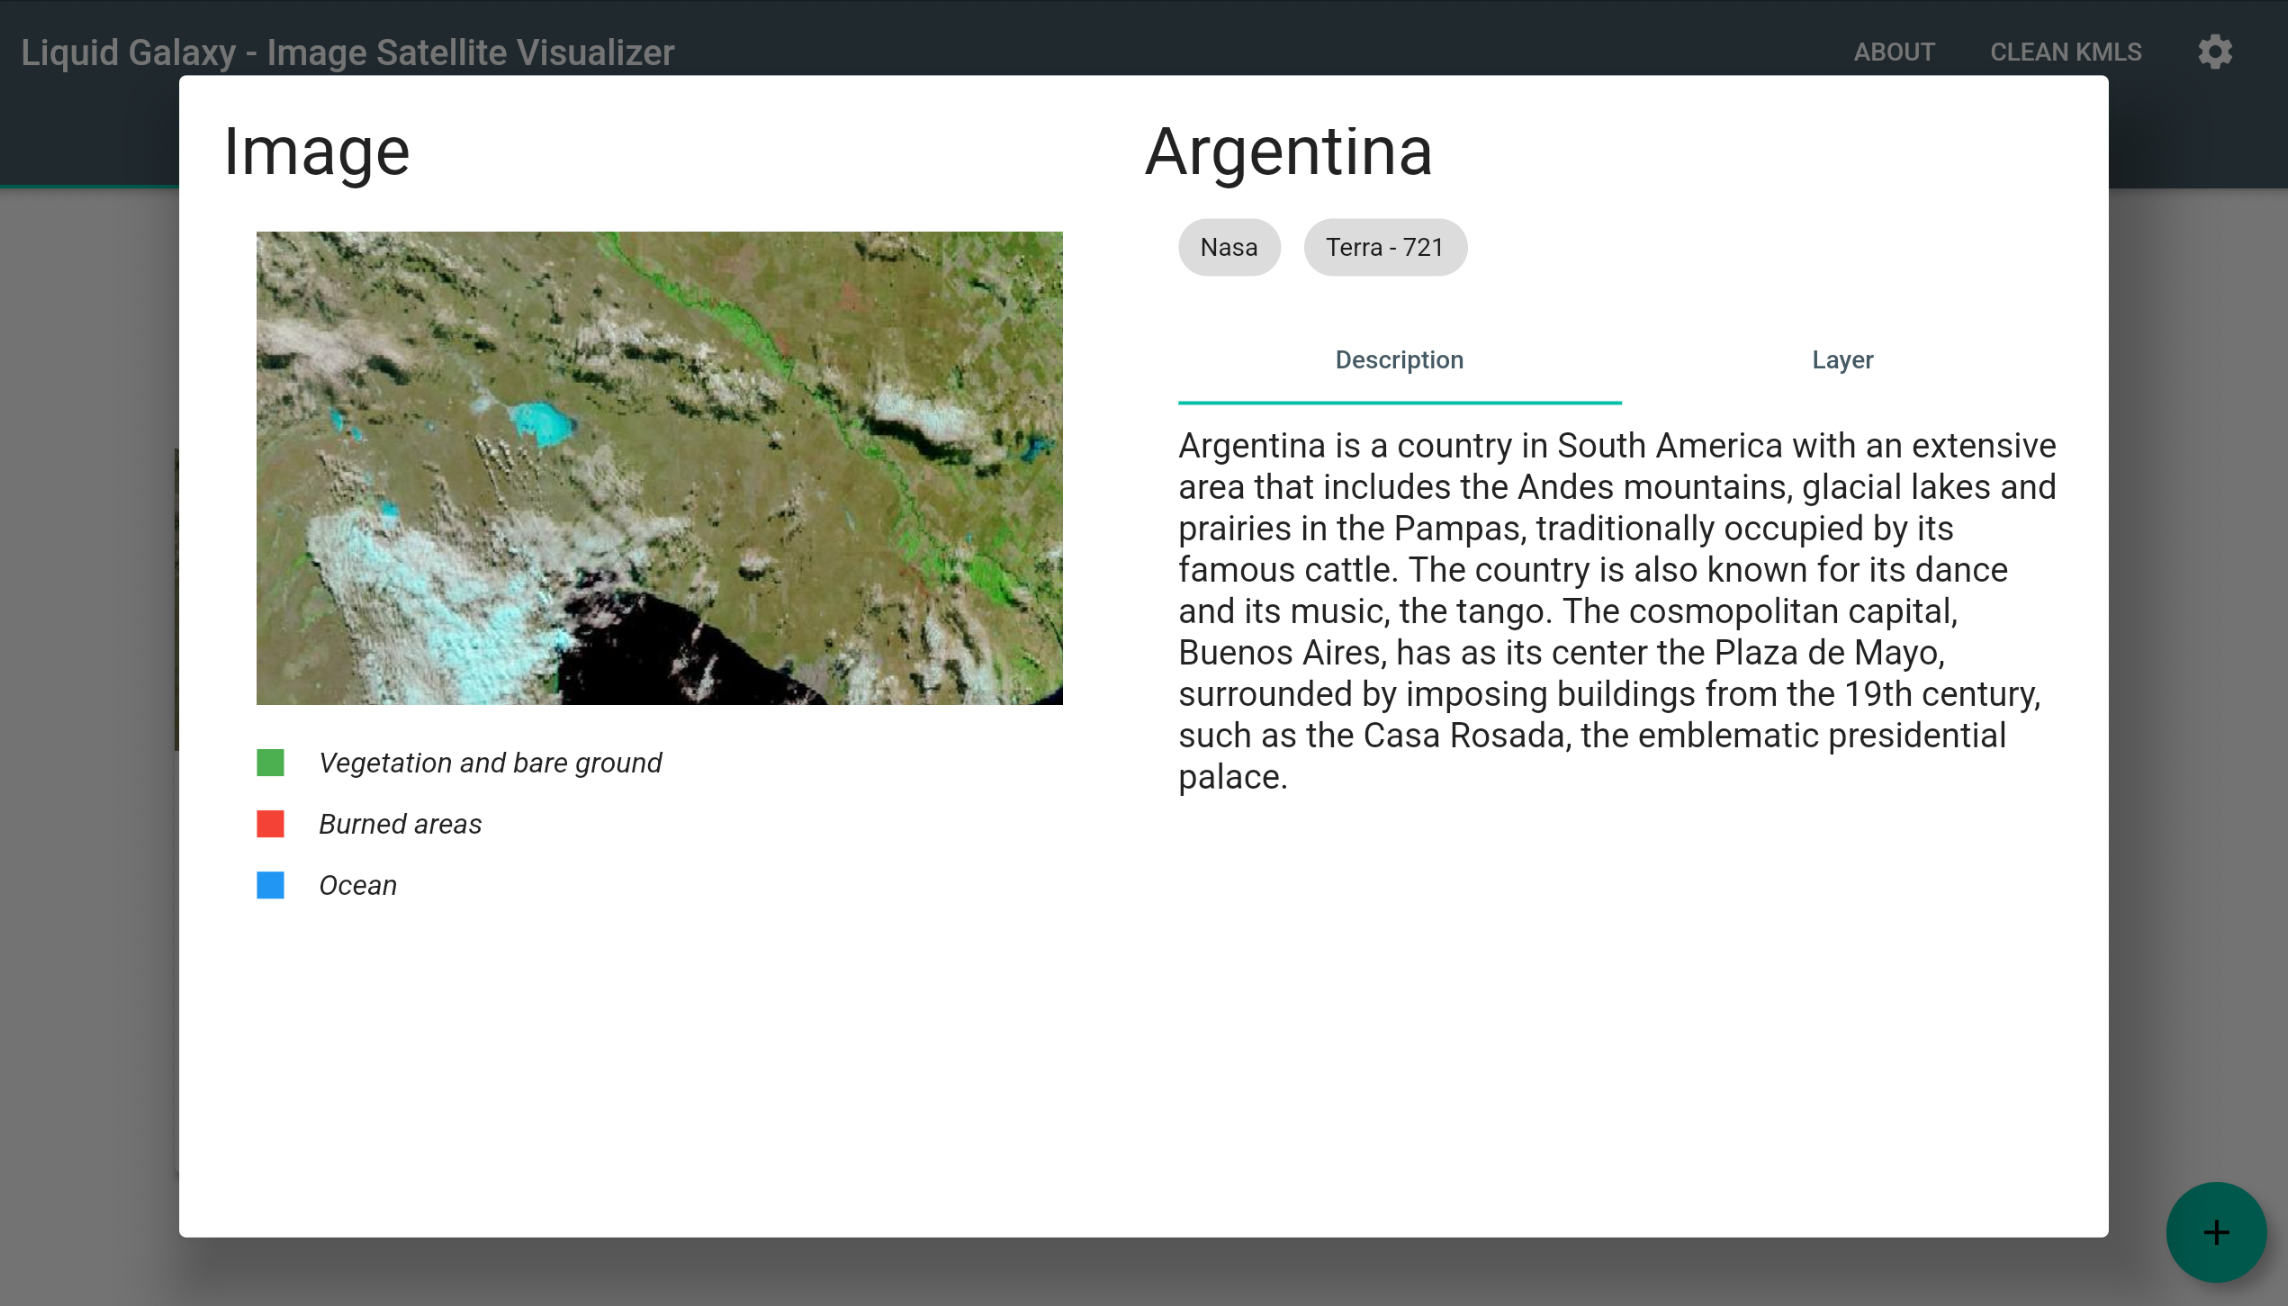 Liquid Galaxy - Image Satellite Visualizer
ABOUT
CLEAN KMLS
Image
Argentina
Nasa
Terra - 721
Description
Layer
Argentina is a country in South America with an extensive
area that includes the Andes mountains, glacial lakes and
prairies in the Pampas, traditionally occupied by its
famous cattle. The country is also known for its dance
and its music, the tango. The cosmopolitan capital,
Buenos Aires, has as its center the Plaza de Mayo,
surrounded by imposing buildings from the 19th century,
such as the Casa Rosada, the emblematic presidential
palace.
Vegetation and bare ground
Burned areas
Ocean
+